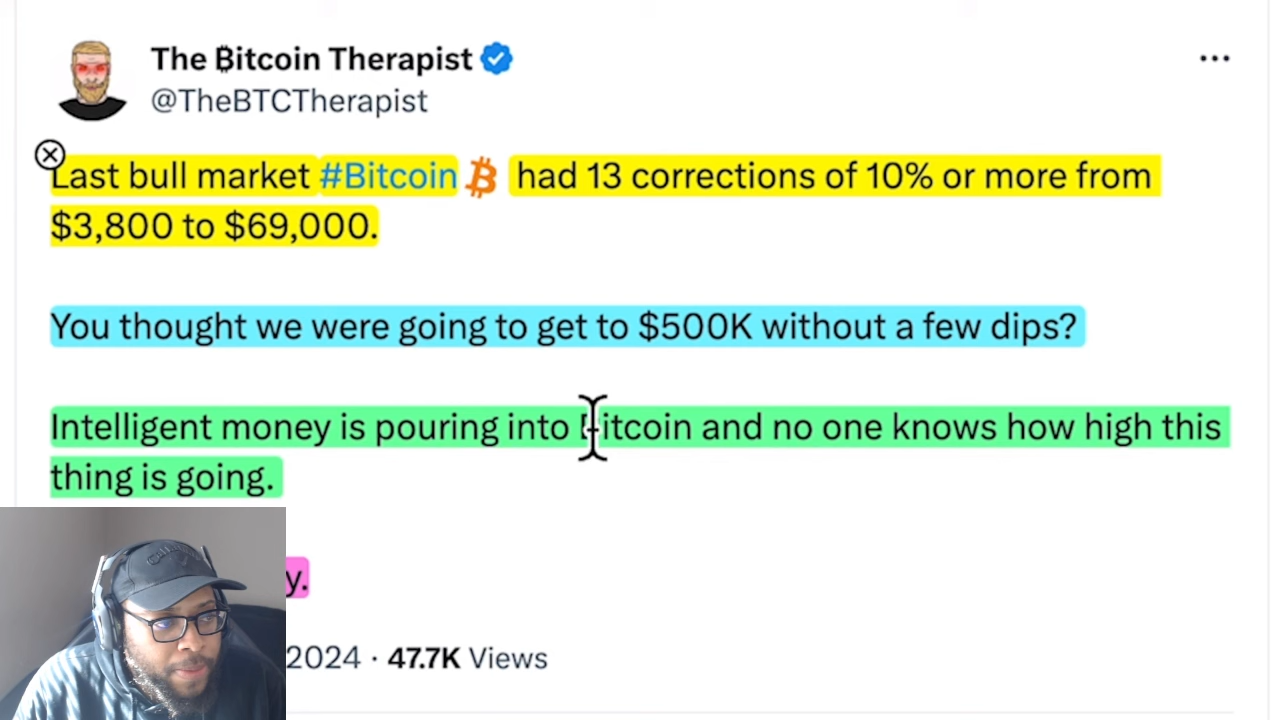 The ₿itcoin Therapist
@TheBTCTherapist
Last bull market #Bitcoin had 13 corrections of 10% or more from
$3,800 to $69,000.
You thought we were going to get to $500K without a few dips?
Intelligent money is pouring into Bitcoin and no one knows how high this
thing is going.
y.
2024 · 47.7K Views